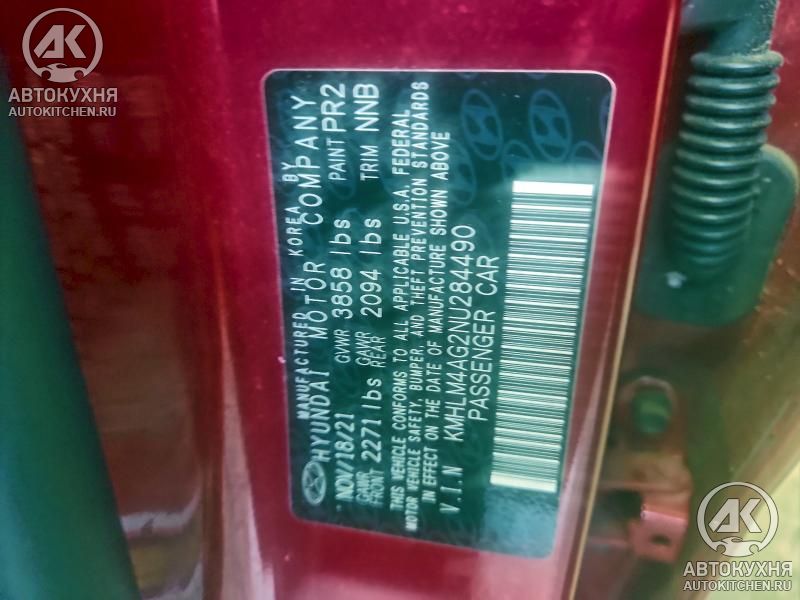 AK
АВТОКУХНЯ
AUTOKITCHEN.RU
MANUFACTURED IN KOREA BY
HYUNDAI MOTOR COMPANY
NOV/18/21 GVWR 3858 lbs PAINT PR2
GAWR FRONT 2271 lbs GAWR REAR 2094 lbs TRIM NNB
THIS VEHICLE CONFORMS TO ALL APPLICABLE U.S.A. FEDERAL
MOTOR VEHICLE SAFETY, BUMPER, AND THEFT PREVENTION STANDARDS
IN EFFECT ON THE DATE OF MANUFACTURE SHOWN ABOVE
V.I.N KMHLM4AG2NU284490
PASSENGER CAR
AK
АВТОКУХНЯ
AUTOKITCHEN.RU